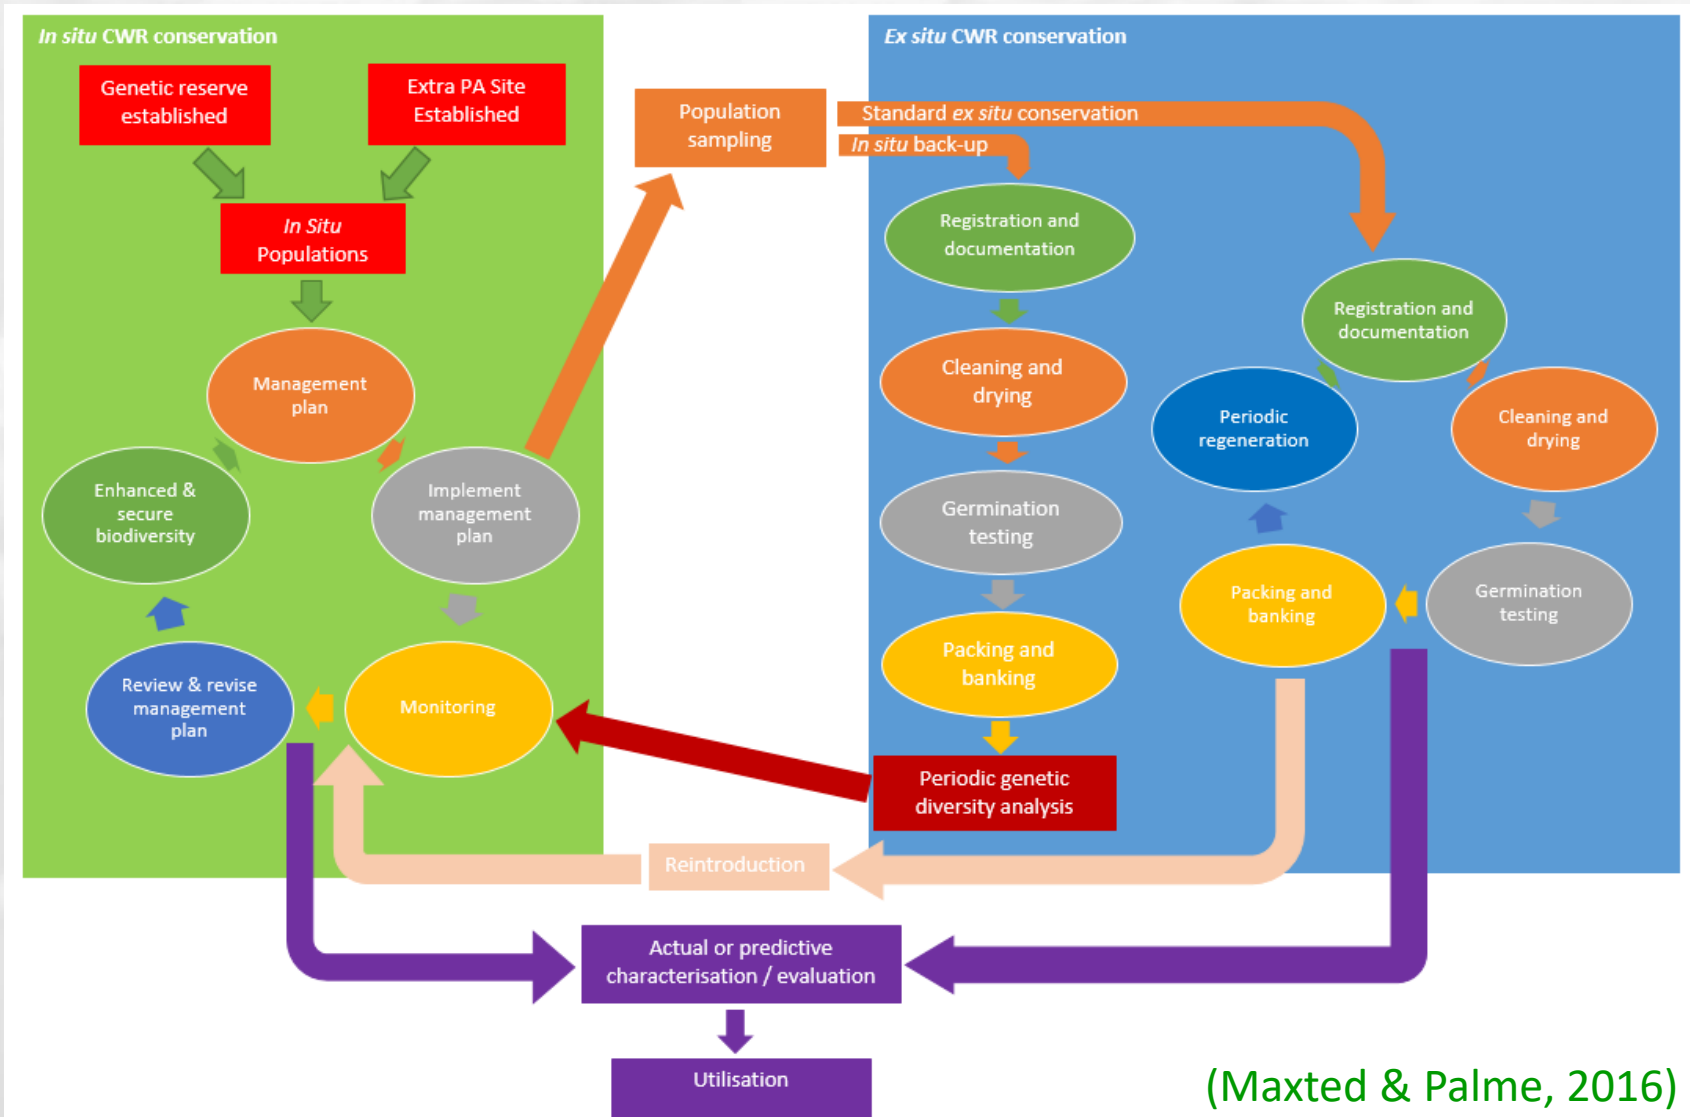 In situ CWR conservation
Genetic reserve
established
Extra PA Site
Established
In Situ
Populations
Management
plan
Implement
management
plan
Monitoring
Review & revise
management
plan
Enhanced &
secure
biodiversity
Population
sampling
Ex situ CWR conservation
Standard ex situ conservation
In situ back-up
Registration and
documentation
Cleaning and
drying
Germination
testing
Packing and
banking
Periodic genetic
diversity analysis
Registration and
documentation
Cleaning and
drying
Germination
testing
Packing and
banking
Periodic
regeneration
Reintroduction
Actual or predictive
characterisation / evaluation
Utilisation
(Maxted & Palme, 2016)